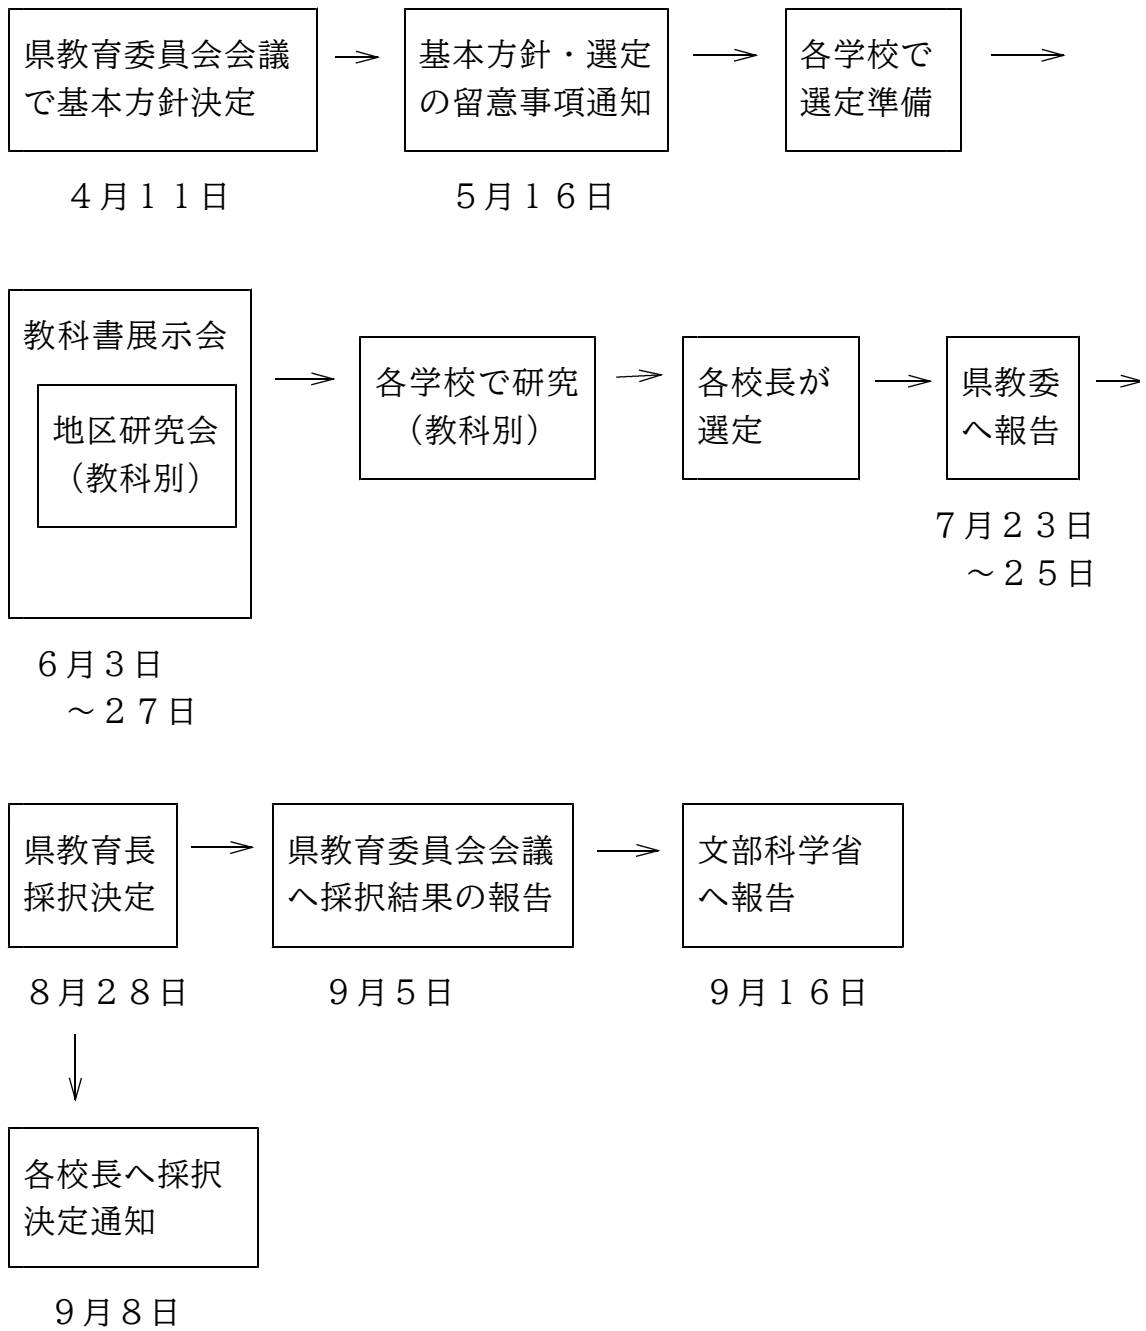 県教育委員会会議
で基本方針決定
４月１１日
基本方針・選定
の留意事項通知
５月１６日
各学校で
選定準備
教科書展示会
地区研究会
（教科別）
６月３日
～２７日
各学校で研究
（教科別）
各校長が
選定
県教委
へ報告
７月２３日
～２５日
県教育長
採択決定
８月２８日
県教育委員会会議
へ採択結果の報告
９月５日
文部科学省
へ報告
９月１６日
各校長へ採択
決定通知
９月８日